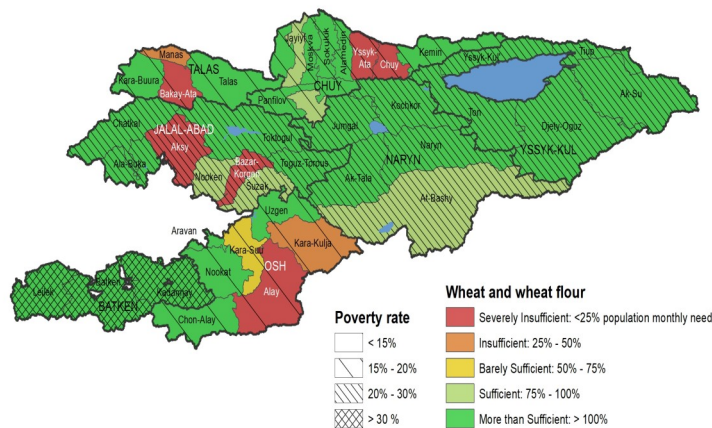 Manas
TALAS
Kara-Buura
Talas
Bakay-Ata
Jayiyl
Moskva
Sokuluk
Alamedin
CHUY
Panfilov
Yssyk-
Ata
Chuy
Kemin
Yssyk-Kul
Tiup
Ak-Su
Ton
Djety-Oguz
YSSYK-KUL
Kochkor
Jumgal
Naryn
NARYN
Ak-Tala
At-Bashy
Chatkal
JALAL-ABAD
Aksy
Ala-Buka
Toktogul
Toguz-Torous
Nooken
Bazar-
Korgon
Suzak
Uzgen
Aravan
Kara-Suu
Kara-Kulja
OSH
Nookat
Alay
Chon-Alay
Leilek
Batken
BATKEN
Kadamjay
Poverty rate
< 15%
15% - 20%
20% - 30%
> 30 %
Wheat and wheat flour
Severely Insufficient: <25% population monthly need
Insufficient: 25% - 50%
Barely Sufficient: 50% - 75%
Sufficient: 75% - 100%
More than Sufficient: > 100%